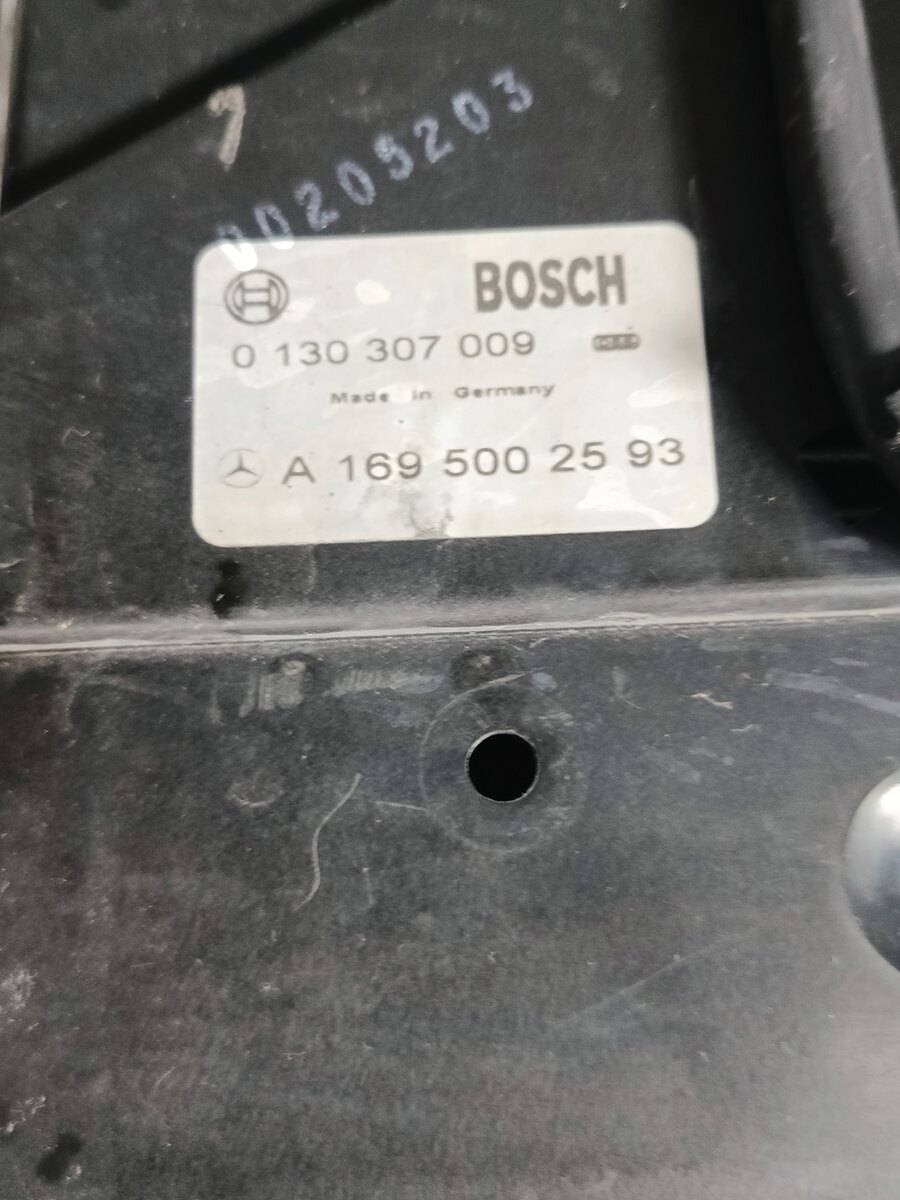 00205203
BOSCH
0 130 307 009
Made in Germany
A 169 500 25 93